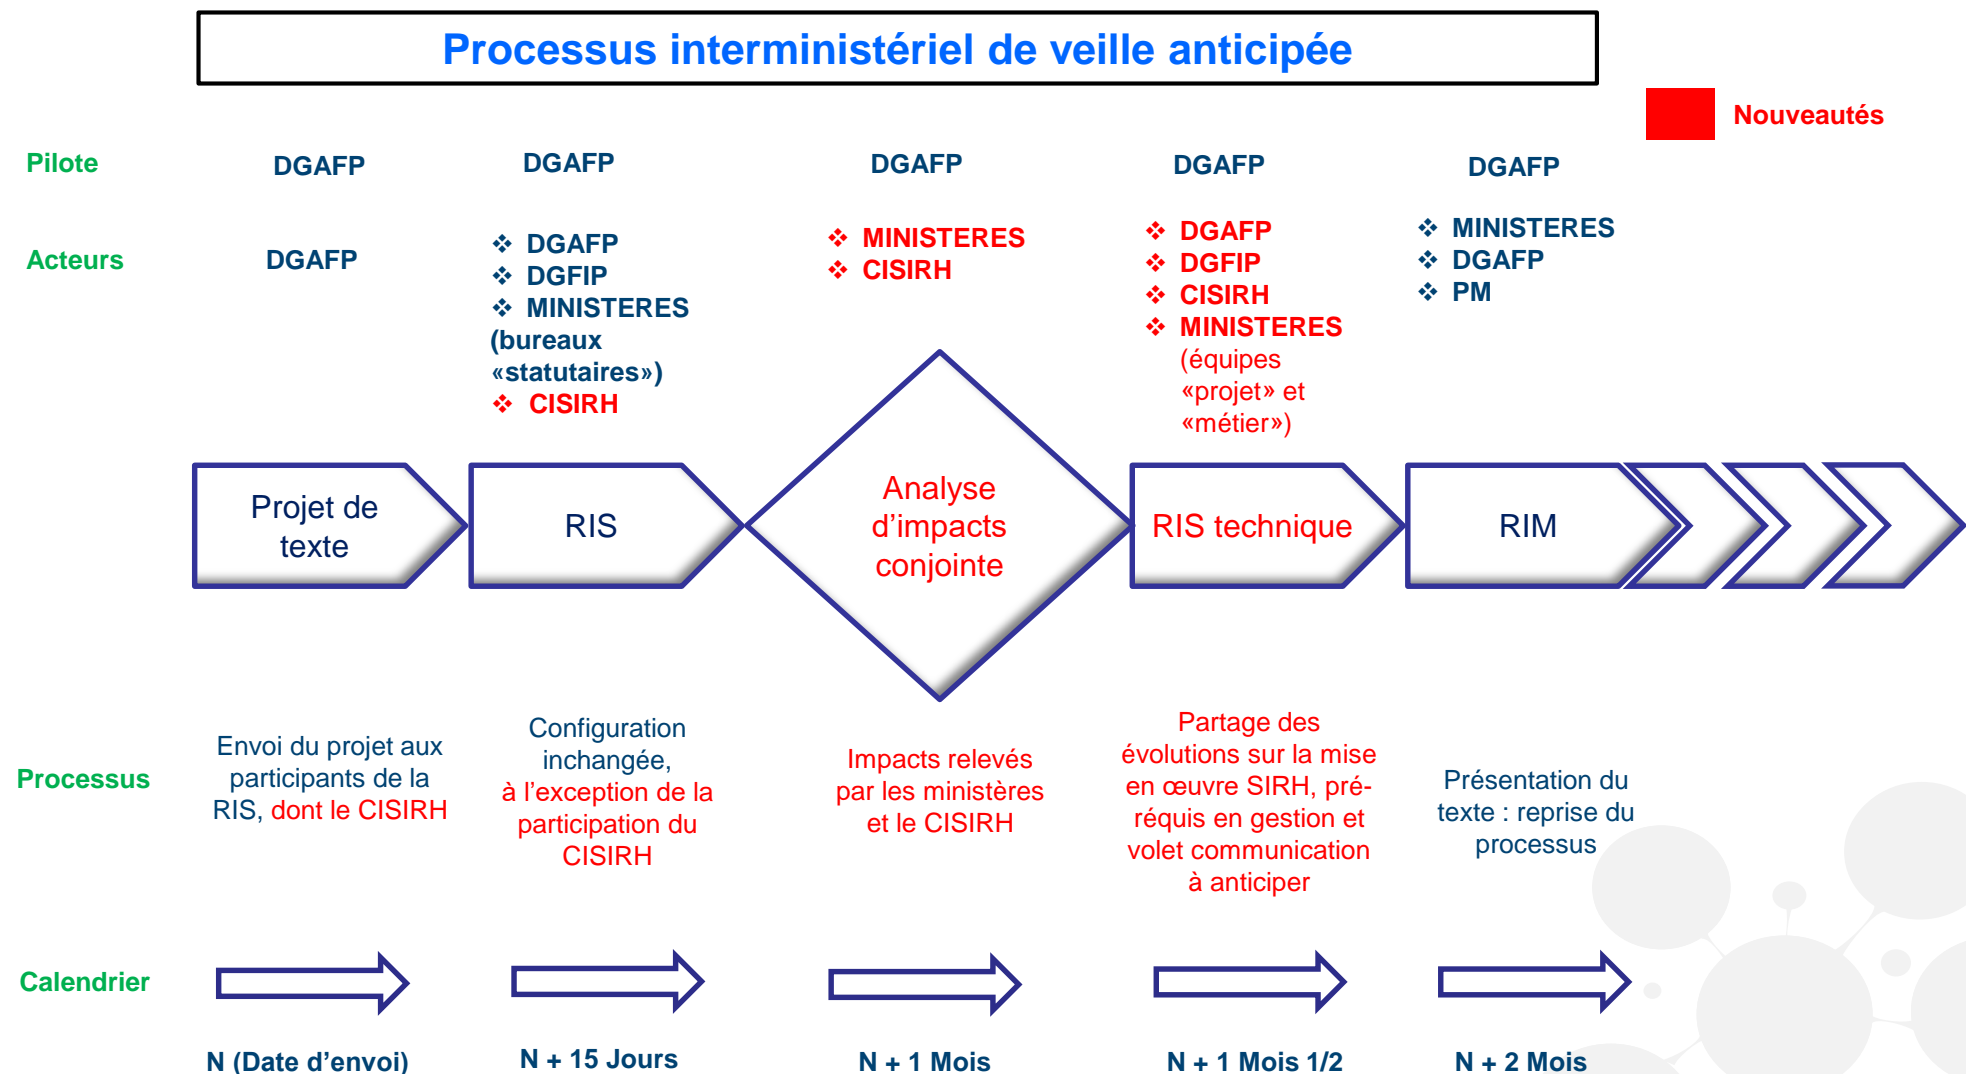 Processus interministériel de veille anticipée
Nouveautés
Pilote
DGAFP
DGAFP
DGAFP
DGAFP
DGAFP
Acteurs
DGAFP
❖ DGAFP
❖ DGFIP
❖ MINISTERES
(bureaux
«statutaires»)
❖ CISIRH
❖ MINISTERES
❖ CISIRH
❖ DGAFP
❖ DGFIP
❖ CISIRH
❖ MINISTERES
(équipes
«projet» et
«métier»)
❖ MINISTERES
❖ DGAFP
❖ PM
Projet de
texte
RIS
Analyse
d’impacts
conjointe
RIS technique
RIM
Processus
Envoi du projet aux
participants de la
RIS, dont le CISIRH
Configuration
inchangée,
à l’exception de la
participation du
CISIRH
Impacts relevés
par les ministères
et le CISIRH
Partage des
évolutions sur la mise
en œuvre SIRH, pré-
réquis en gestion et
volet communication
à anticiper
Présentation du
texte : reprise du
processus
Calendrier
N (Date d’envoi)
N + 15 Jours
N + 1 Mois
N + 1 Mois 1/2
N + 2 Mois